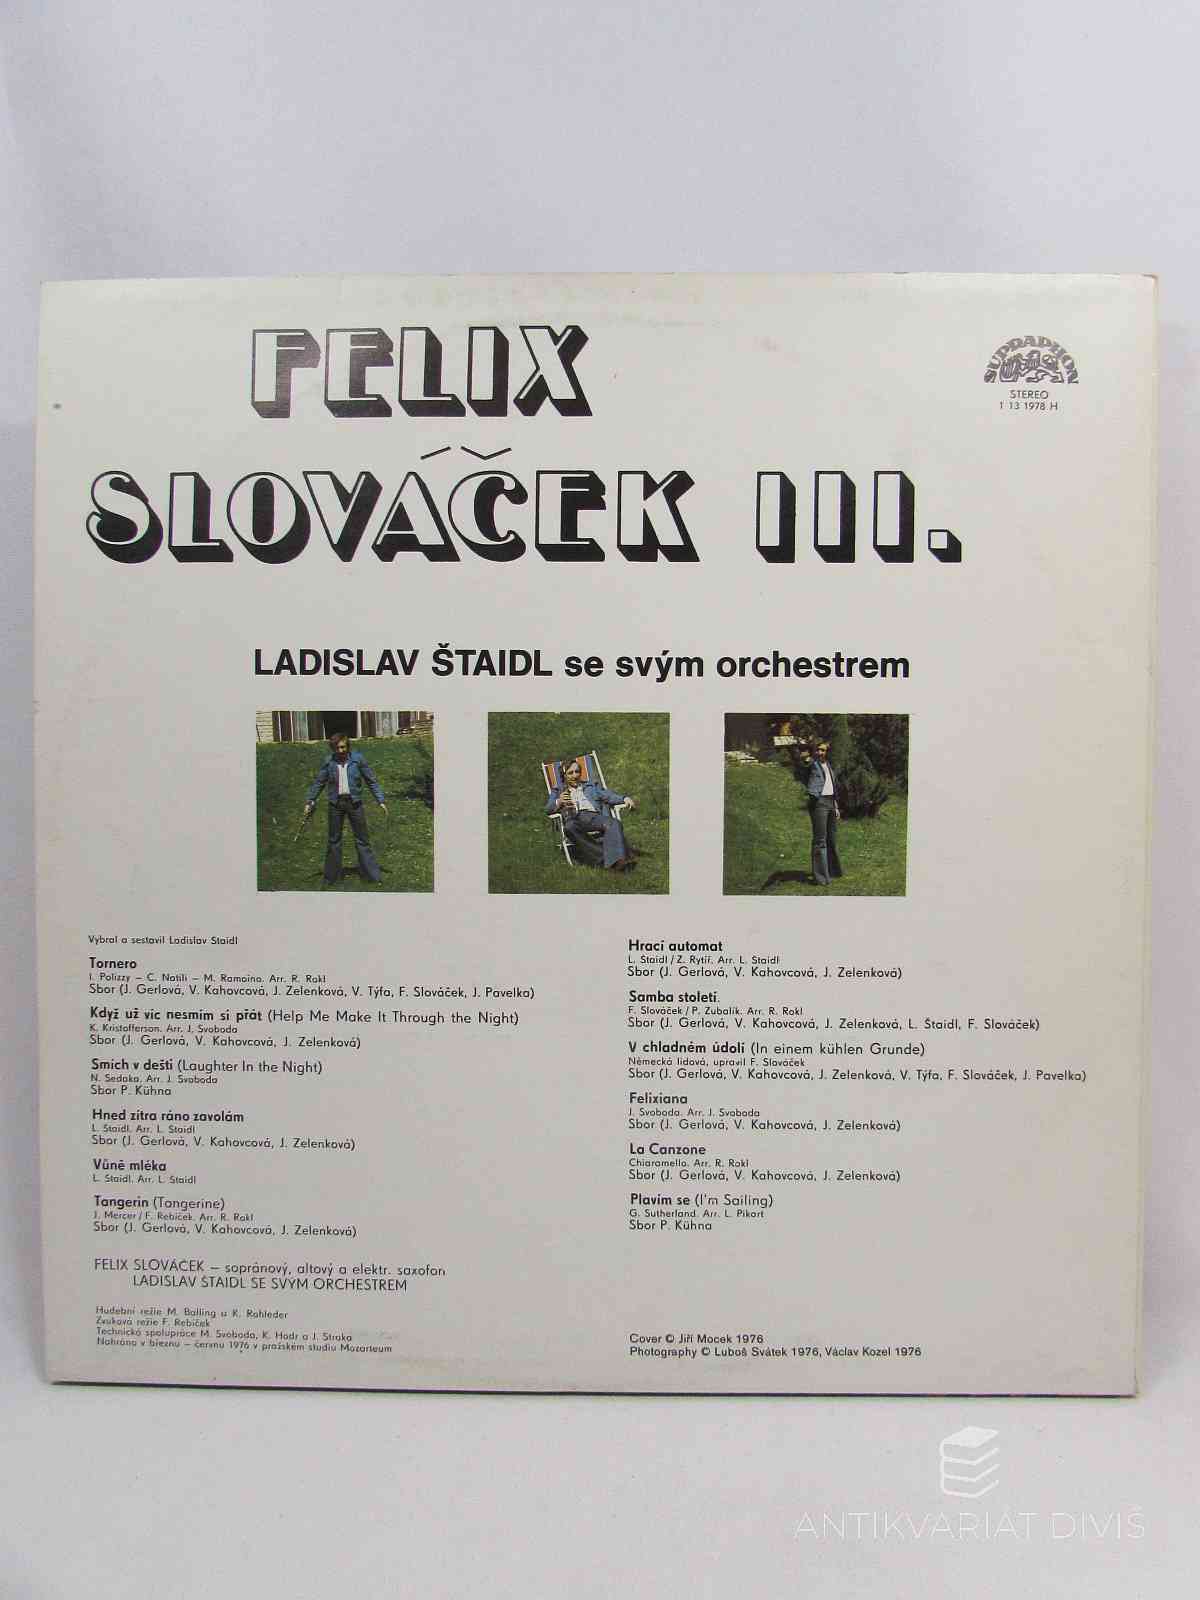 FELIX
SLOVÁČEK III.
SUPRAPHON
STEREO
1 13 1978 H
LADISLAV ŠTAIDL se svým orchestrem
Vybral a sestavil Ladislav Štaidl
Tornero
I. Polizzy – C. Natili – M. Ramoino. Arr. R. Rokl
Sbor (J. Gerlová, V. Kahovcová, J. Zelenková, V. Týfa, F. Slováček, J. Pavelka)
Když už víc nesmím si přát (Help Me Make It Through the Night)
K. Kristofferson. Arr. J. Svoboda
Sbor (J. Gerlová, V. Kahovcová, J. Zelenková)
Smích v dešti (Laughter In the Night)
N. Sedaka. Arr. J. Svoboda
Sbor P. Kühna
Hned zítra ráno zavolám
L. Štaidl. Arr. L. Štaidl
Sbor (J. Gerlová, V. Kahovcová, J. Zelenková)
Vůně mléka
L. Štaidl. Arr. L. Štaidl
Tangerin (Tangerine)
J. Mercer / F. Rebíček. Arr. R. Rokl
Sbor (J. Gerlová, V. Kahovcová, J. Zelenková)
FELIX SLOVÁČEK – sopránový, altový a elektr. saxofon
LADISLAV ŠTAIDL SE SVÝM ORCHESTREM
Hudební režie M. Balling a K. Rahleder
Zvuková režie F. Rebíček
Technická spolupráce M. Svoboda, K. Hodr a J. Straka
Nahráno v březnu – červnu 1976 v pražském studiu Mozarteum
Hrací automat
L. Štaidl / Z. Rytíř. Arr. L. Štaidl
Sbor (J. Gerlová, V. Kahovcová, J. Zelenková)
Samba století.
F. Slováček / P. Zubalík. Arr. R. Rokl
Sbor (J. Gerlová, V. Kahovcová, J. Zelenková, L. Štaidl, F. Slováček)
V chladném údolí (In einem kühlen Grunde)
Německá lidová, upravil F. Slováček
Sbor (J. Gerlová, V. Kahovcová, J. Zelenková, V. Týfa, F. Slováček, J. Pavelka)
Felixiana
J. Svoboda. Arr. J. Svoboda
Sbor (J. Gerlová, V. Kahovcová, J. Zelenková)
La Canzone
Chiaramello. Arr. R. Rokl
Sbor (J. Gerlová, V. Kahovcová, J. Zelenková)
Plavím se (I'm Sailing)
G. Sutherland. Arr. L. Pikart
Sbor P. Kühna
Cover © Jiří Mocek 1976
Photography © Luboš Svátek 1976, Václav Kozel 1976
ANTIKVARIÁT DIVIŠ